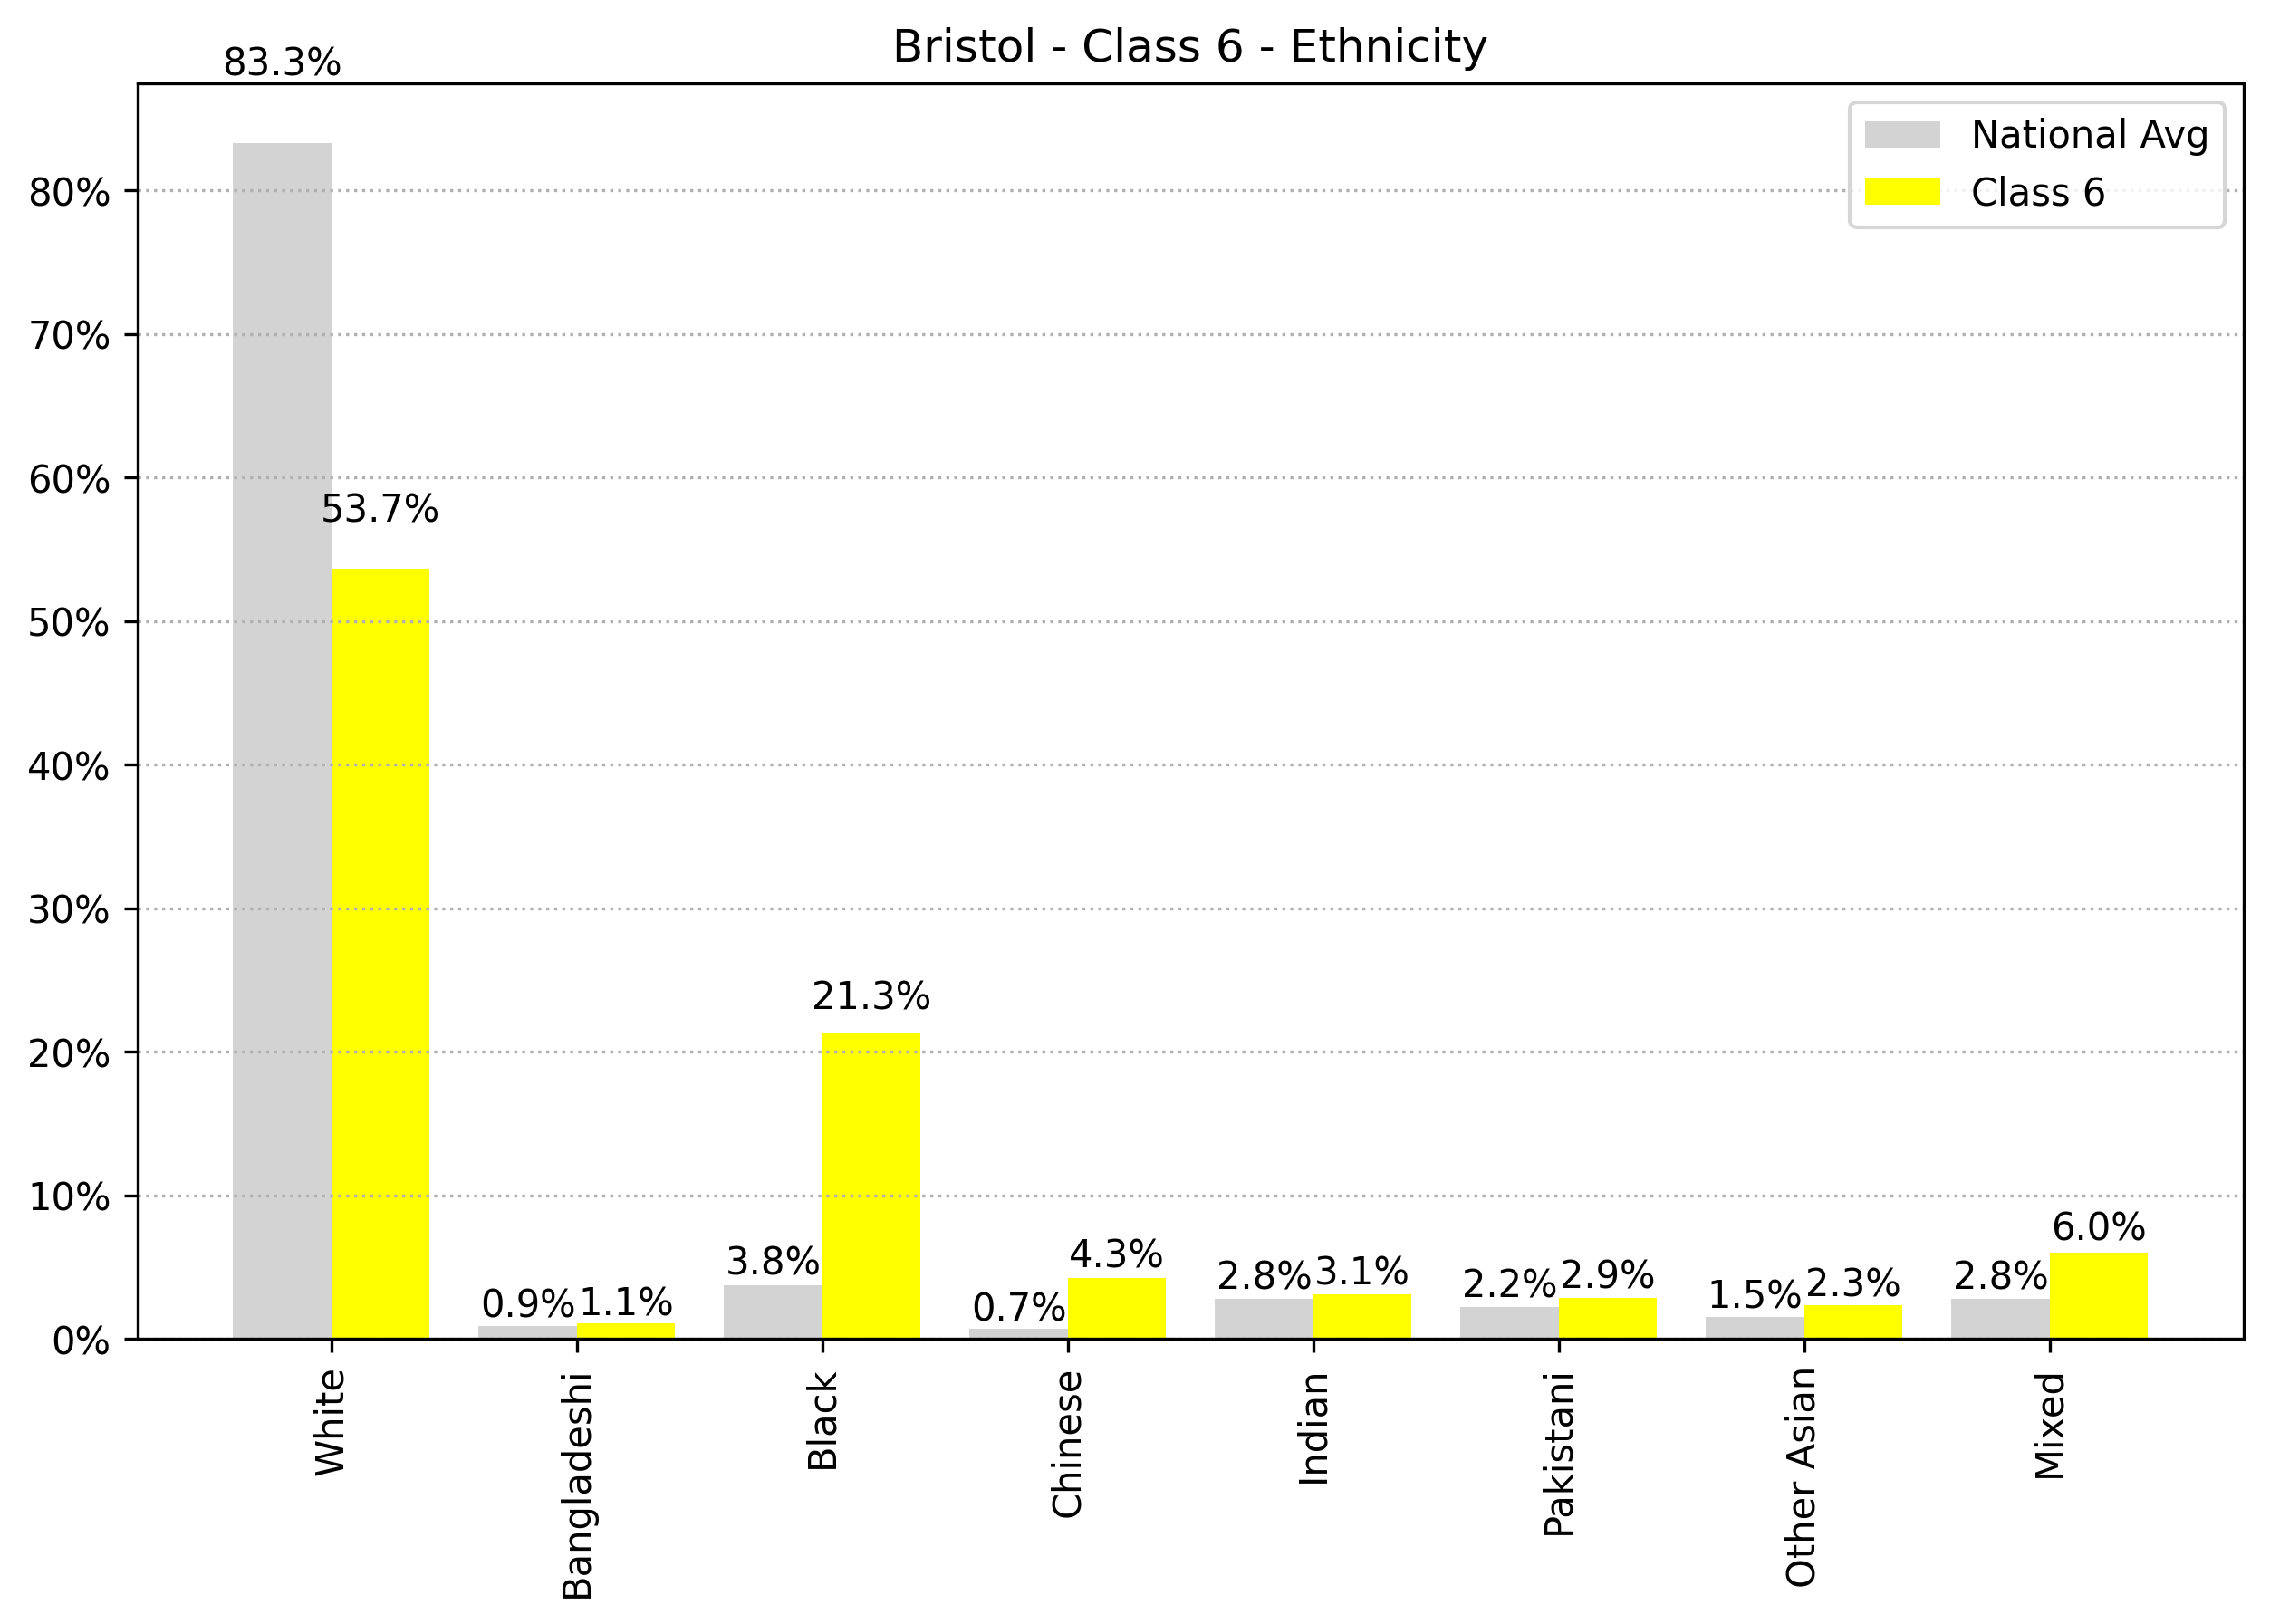 Bristol - Class 6 - Ethnicity
83.3%
National Avg
Class 6
80%
70%
60%
50%
40%
30%
20%
10%
0%
53.7%
0.9% 1.1%
3.8% 21.3%
0.7% 4.3%
2.8% 3.1%
2.2% 2.9%
1.5% 2.3%
2.8% 6.0%
White
Bangladeshi
Black
Chinese
Indian
Pakistani
Other Asian
Mixed